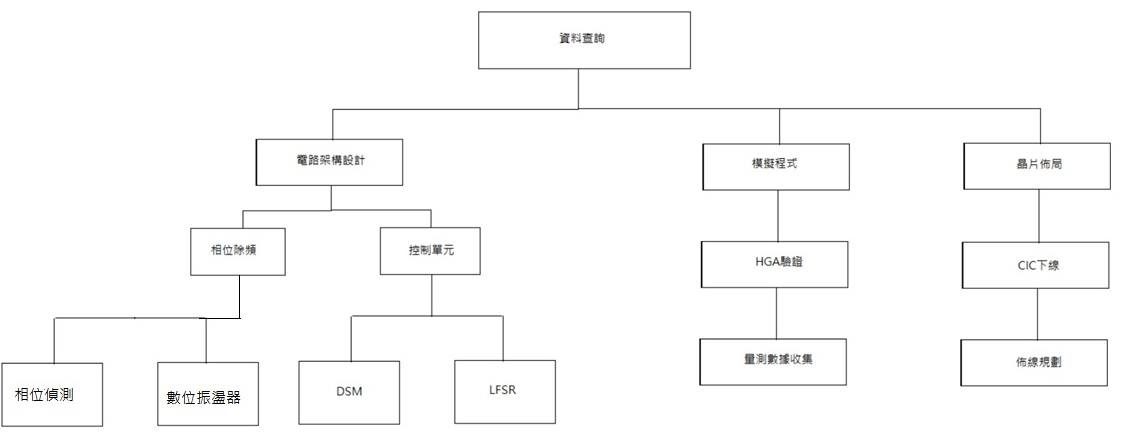 資料查詢
電路架構設計
模擬程式
晶片佈局
相位除頻
控制單元
HGA驗證
CIC下線
相位偵測
數位振盪器
DSM
LFSR
量測數據收集
佈線規劃